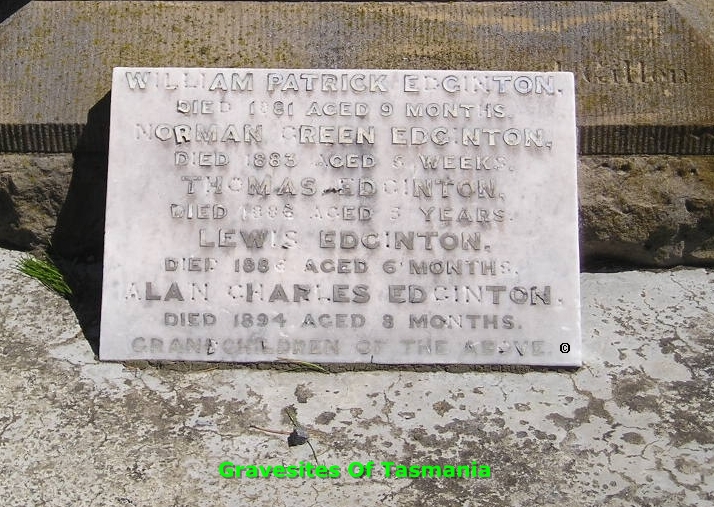 WILLIAM PATRICK EDGINTON.
DIED 1881 AGED 9 MONTHS.
NORMAN GREEN EDGINTON,
DIED 1883 AGED WEEKS.
THOMAS EDGINTON.
DIED AGED YEARS.
LEWIS EDGINTON.
DIED AGED 6 MONTHS.
ALAN CHARLES EDGINTON.
DIED 1894 AGED 8 MONTHS.
GRANDCHILDREN OF THE ABOVE.
©
Gravesites Of Tasmania